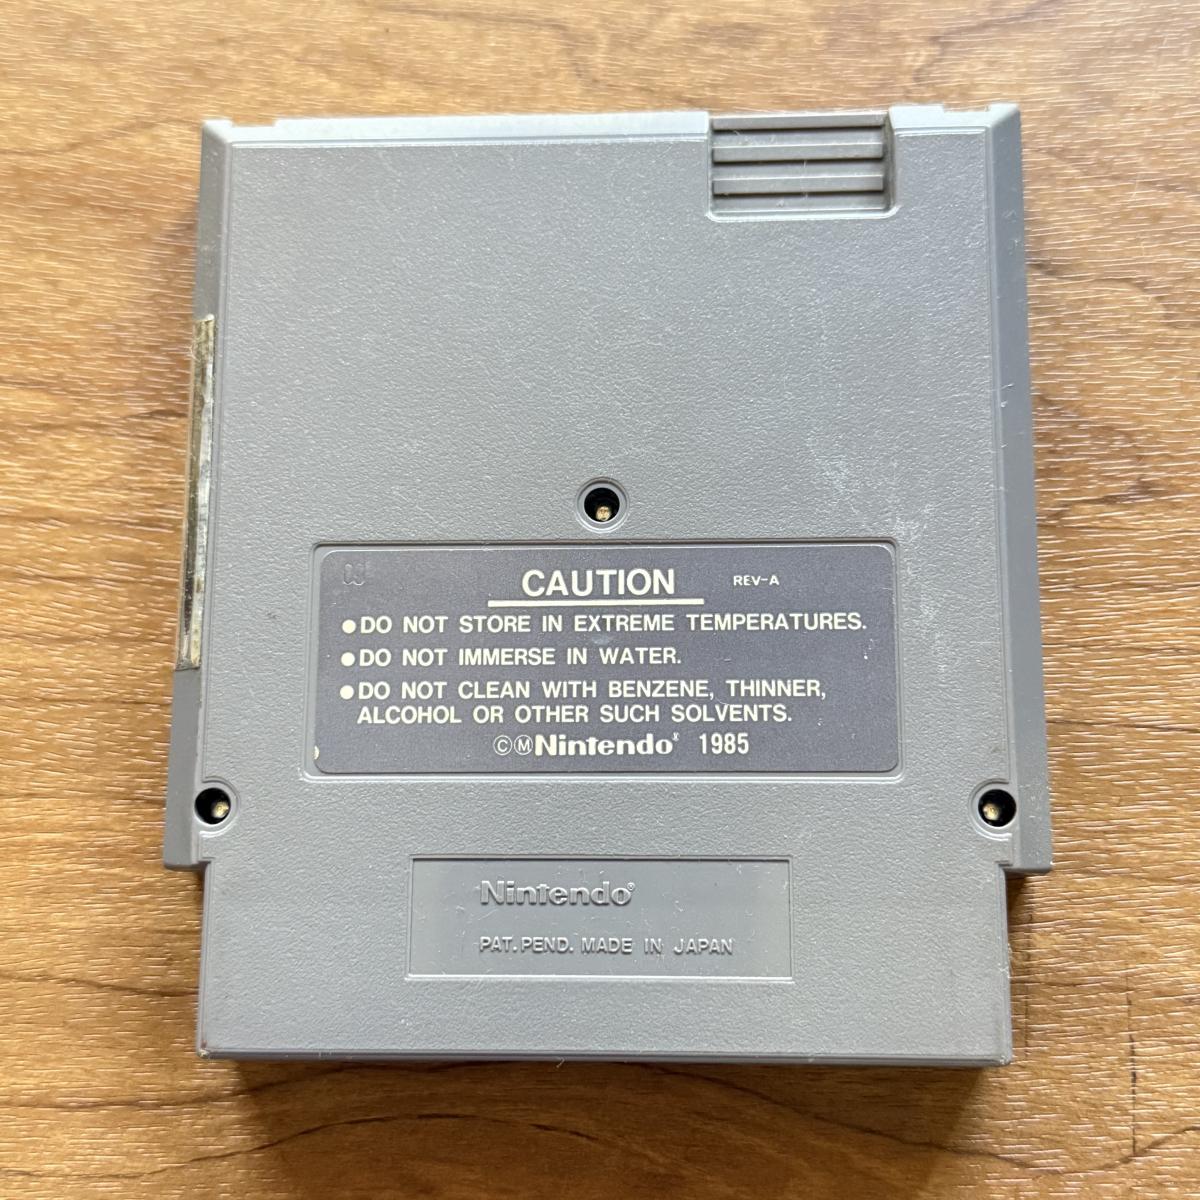 CAUTION REV-A
●DO NOT STORE IN EXTREME TEMPERATURES.
●DO NOT IMMERSE IN WATER.
●DO NOT CLEAN WITH BENZENE, THINNER,
ALCOHOL OR OTHER SUCH SOLVENTS.
ⒸⓂNintendo® 1985
Nintendo®
PAT. PEND. MADE IN JAPAN